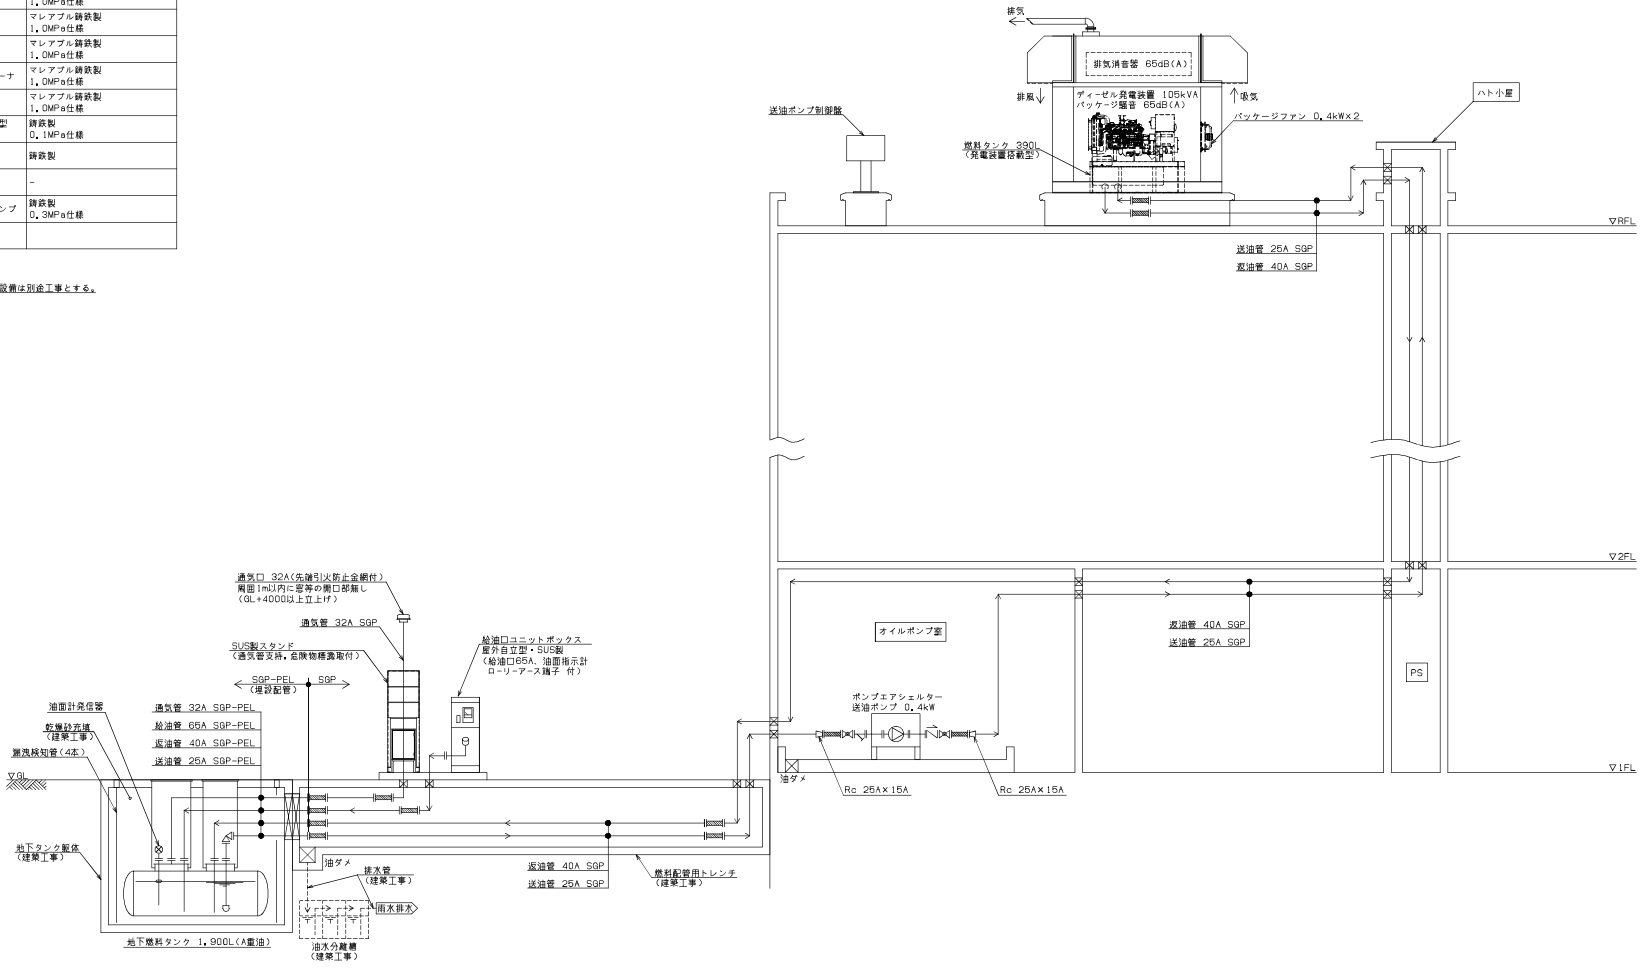 1．0MPa仕様
マレアブル鋳鉄製
1．0MPa仕様
マレアブル鋳鉄製
1．0MPa仕様
ーナ
マレアブル鋳鉄製
1．0MPa仕様
マレアブル鋳鉄製
1．0MPa仕様
型
鋳鉄製
0．1MPa仕様
鋳鉄製
-
ンプ
鋳鉄製
0．3MPa仕様
設備は別途工事とする。
排気
排気消音器 65dB(A)
排風
吸気
ディーゼル発電装置 105kVA
パッケージ騒音 65dB(A)
パッケージファン 0．4kW×2
ハト小屋
送油ポンプ制御盤
燃料タンク 390L
(発電装置搭載型)
▽RFL
送油管 25A SGP
返油管 40A SGP
▽2FL
通気口 32A(先端引火防止金網付)
周囲1m以内に窓等の開口部無し
(GL+4000以上立上げ)
通気管 32A SGP
SUS製スタンド
(通気管支持，危険物標識取付)
給油口ユニットボックス
屋外自立型・SUS製
(給油口65A、油面指示計
ローリーアース端子 付)
SGP-PEL
(埋設配管)
SGP
オイルポンプ室
返油管 40A SGP
送油管 25A SGP
PS
油面計発信器
乾燥砂充填
(建築工事)
漏洩検知管(4本)
通気管 32A SGP-PEL
給油管 65A SGP-PEL
返油管 40A SGP-PEL
送油管 25A SGP-PEL
ポンプエアシェルター
送油ポンプ 0．4kW
▽GL
▽1FL
油ダメ
Rc 25A×15A
Rc 25A×15A
地下タンク躯体
(建築工事)
油ダメ
排水管
(建築工事)
返油管 40A SGP
送油管 25A SGP
燃料配管用トレンチ
(建築工事)
雨水排水
地下燃料タンク 1，900L(A重油)
油水分離槽
(建築工事)